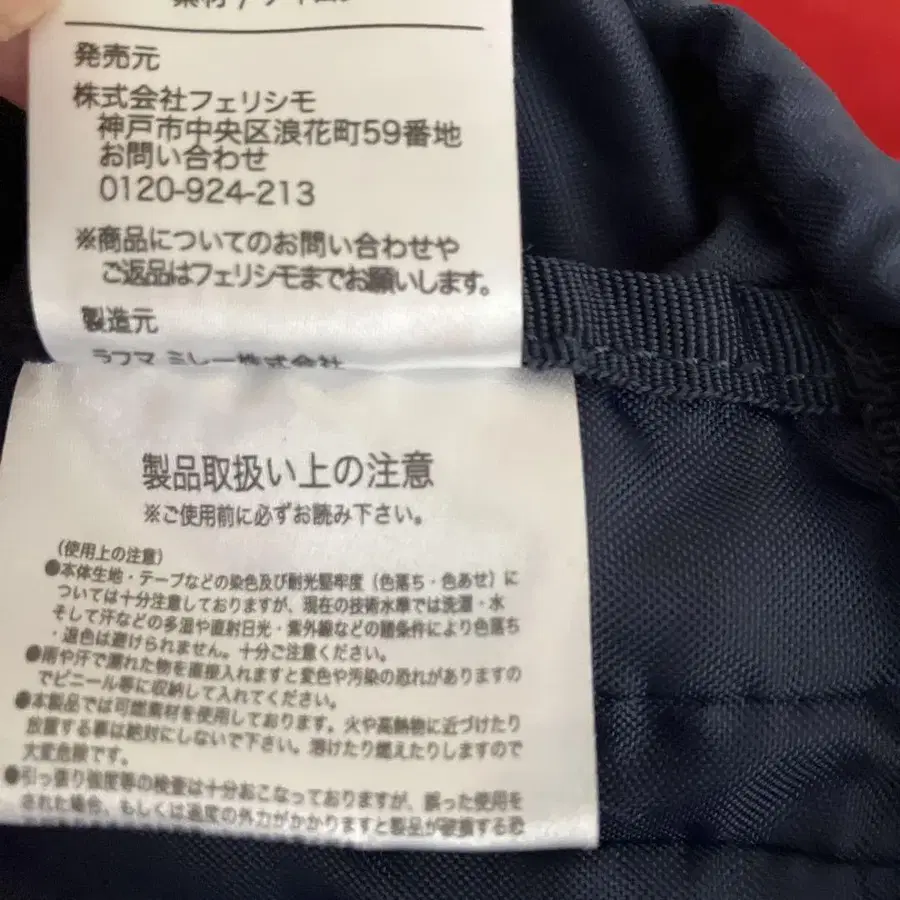 素材/ナイロン
発売元
株式会社フェリシモ
神戸市中央区浪花町59番地
お問い合わせ
0120-924-213
※商品についてのお問い合わせや
ご返品はフェリシモまでお願いします。
製造元
ラフマ ミレー株式会社
製品取扱い上の注意
※ご使用前に必ずお読み下さい。
(使用上の注意)
●本体生地・テープなどの染色及び耐光堅牢度(色落ち・色あせ)に
ついては十分注意しておりますが、現在の技術水準では洗濯・水
そして汗などの多湿や直射日光・紫外線などの諸条件により色落ち
・退色は避けられません。十分ご注意ください。
●雨や汗で濡れた物を直接入れますと変色や汚染の恐れがありますの
でビニール等に収納して入れてください。
●本製品では可燃素材を使用しております。火や高熱物に近づけたり
放置する事は絶対にしないで下さい。溶けたり燃えたりしますので
大変危険です。
●引っ張り強度等の検査は十分おこなっておりますが、誤った使用を
された場合、もしくは過度の外力がかかりますと製品が破損する恐